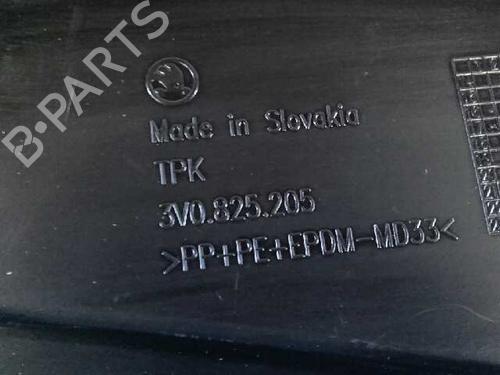 B-PARTS
Made in Slovakia
TPK
3V0.825.205
>PP+PE+EPDM-MD33<